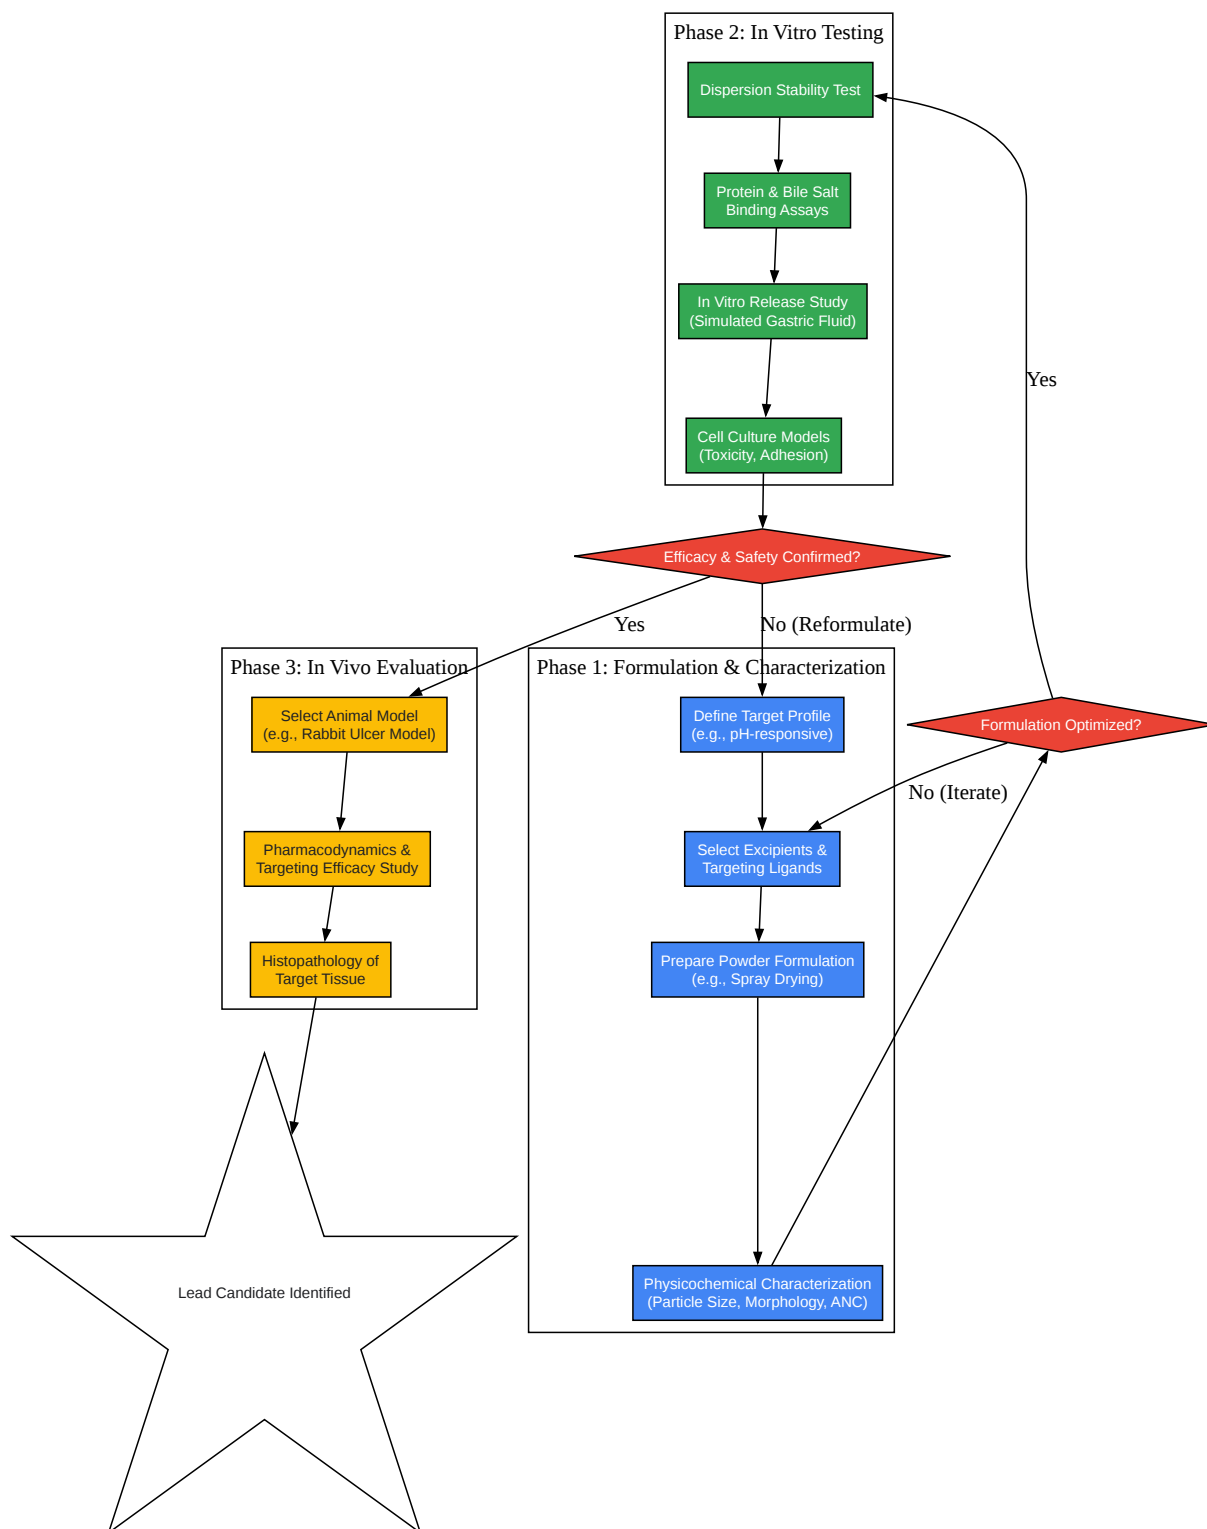 Phase 2: In Vitro Testing
Dispersion Stability Test
Protein & Bile Salt
Binding Assays
In Vitro Release Study
(Simulated Gastric Fluid)
Yes
Cell Culture Models
(Toxicity, Adhesion)
Efficacy & Safety Confirmed?
Yes
No (Reformulate)
Phase 3: In Vivo Evaluation
Select Animal Model
(e.g., Rabbit Ulcer Model)
Pharmacodynamics &
Targeting Efficacy Study
Histopathology of
Target Tissue
Phase 1: Formulation & Characterization
Define Target Profile
(e.g., pH-responsive)
Formulation Optimized?
No (Iterate)
Select Excipients &
Targeting Ligands
Prepare Powder Formulation
(e.g., Spray Drying)
Physicochemical Characterization
(Particle Size, Morphology, ANC)
Lead Candidate Identified